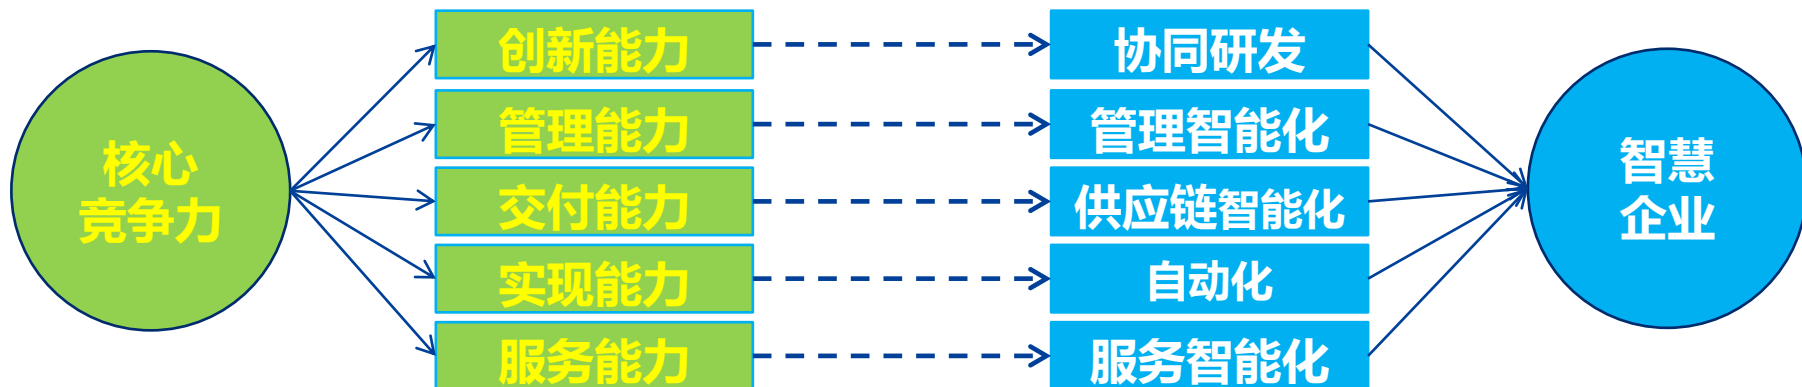 核心
竞争力
创新能力
管理能力
交付能力
实现能力
服务能力
协同研发
管理智能化
供应链智能化
自动化
服务智能化
智慧
企业